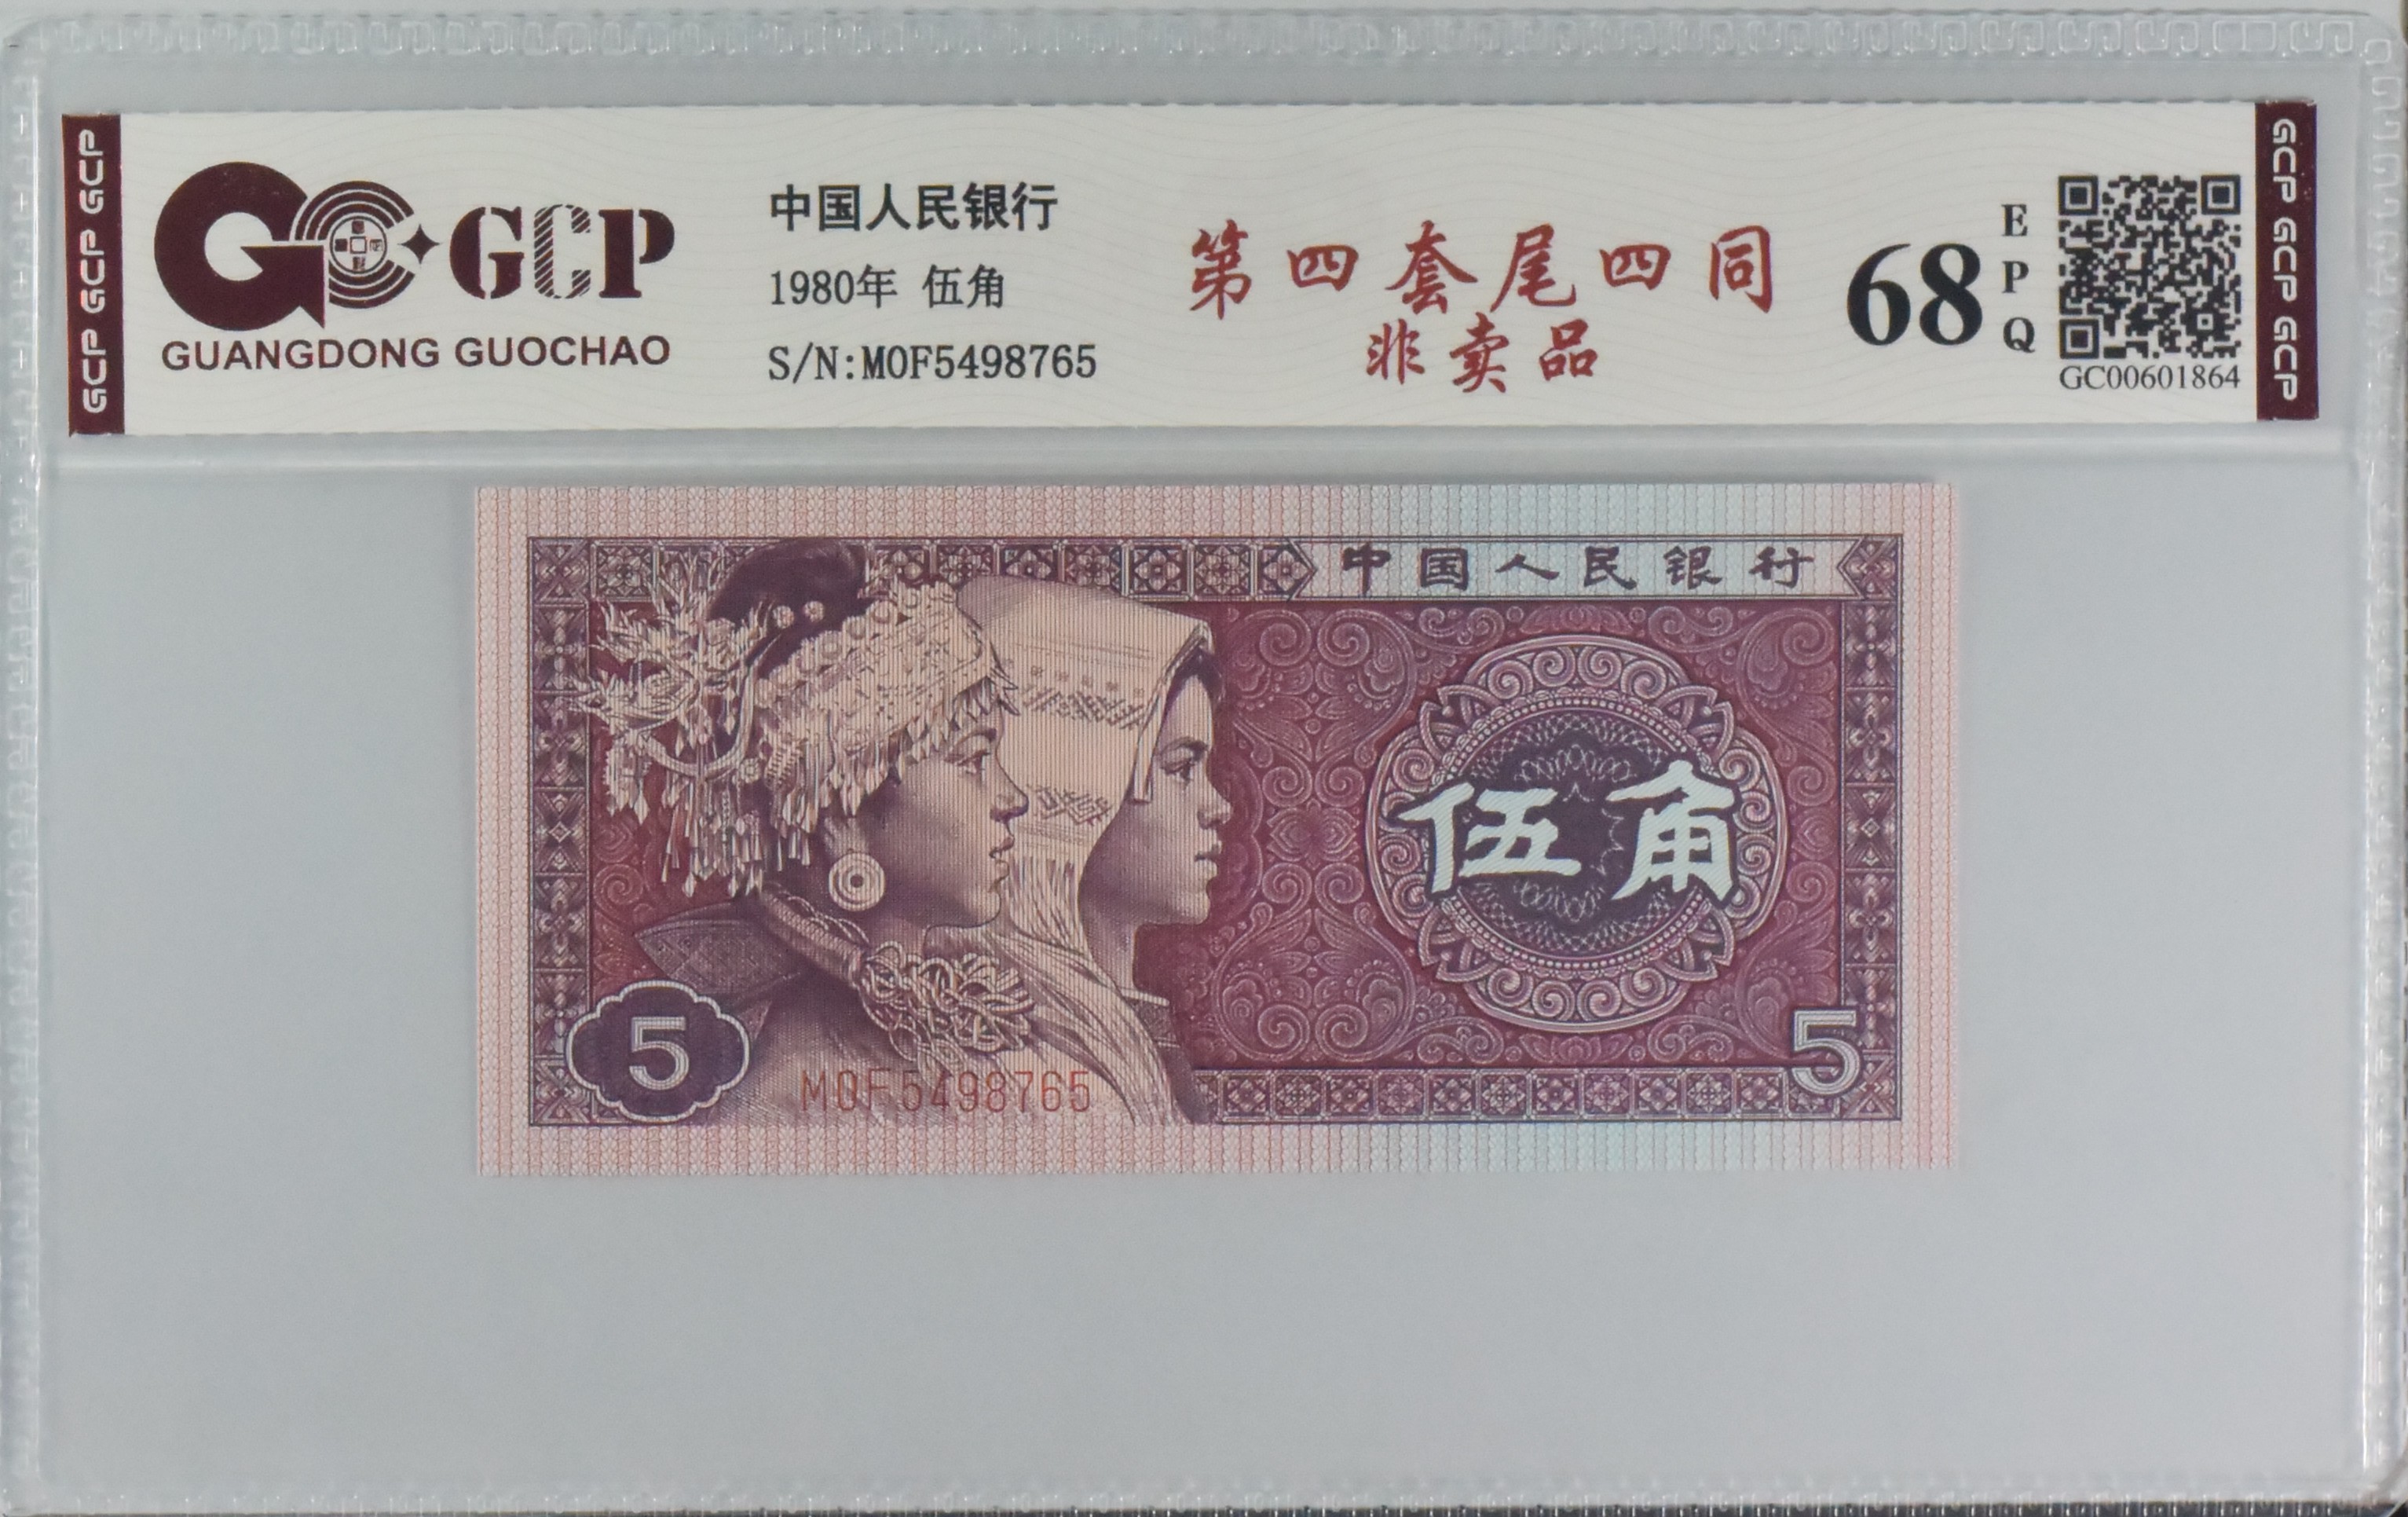 GCP GCP GCP
GCP
GUANGDONG GUOCHAO
中国人民银行
1980年 伍角
S/N:M0F5498765
第四套尾四同
非卖品
68
EPQ
GC00601864
GCP GCP GCP
中国人民银行
伍角
5
M0F5498765
5